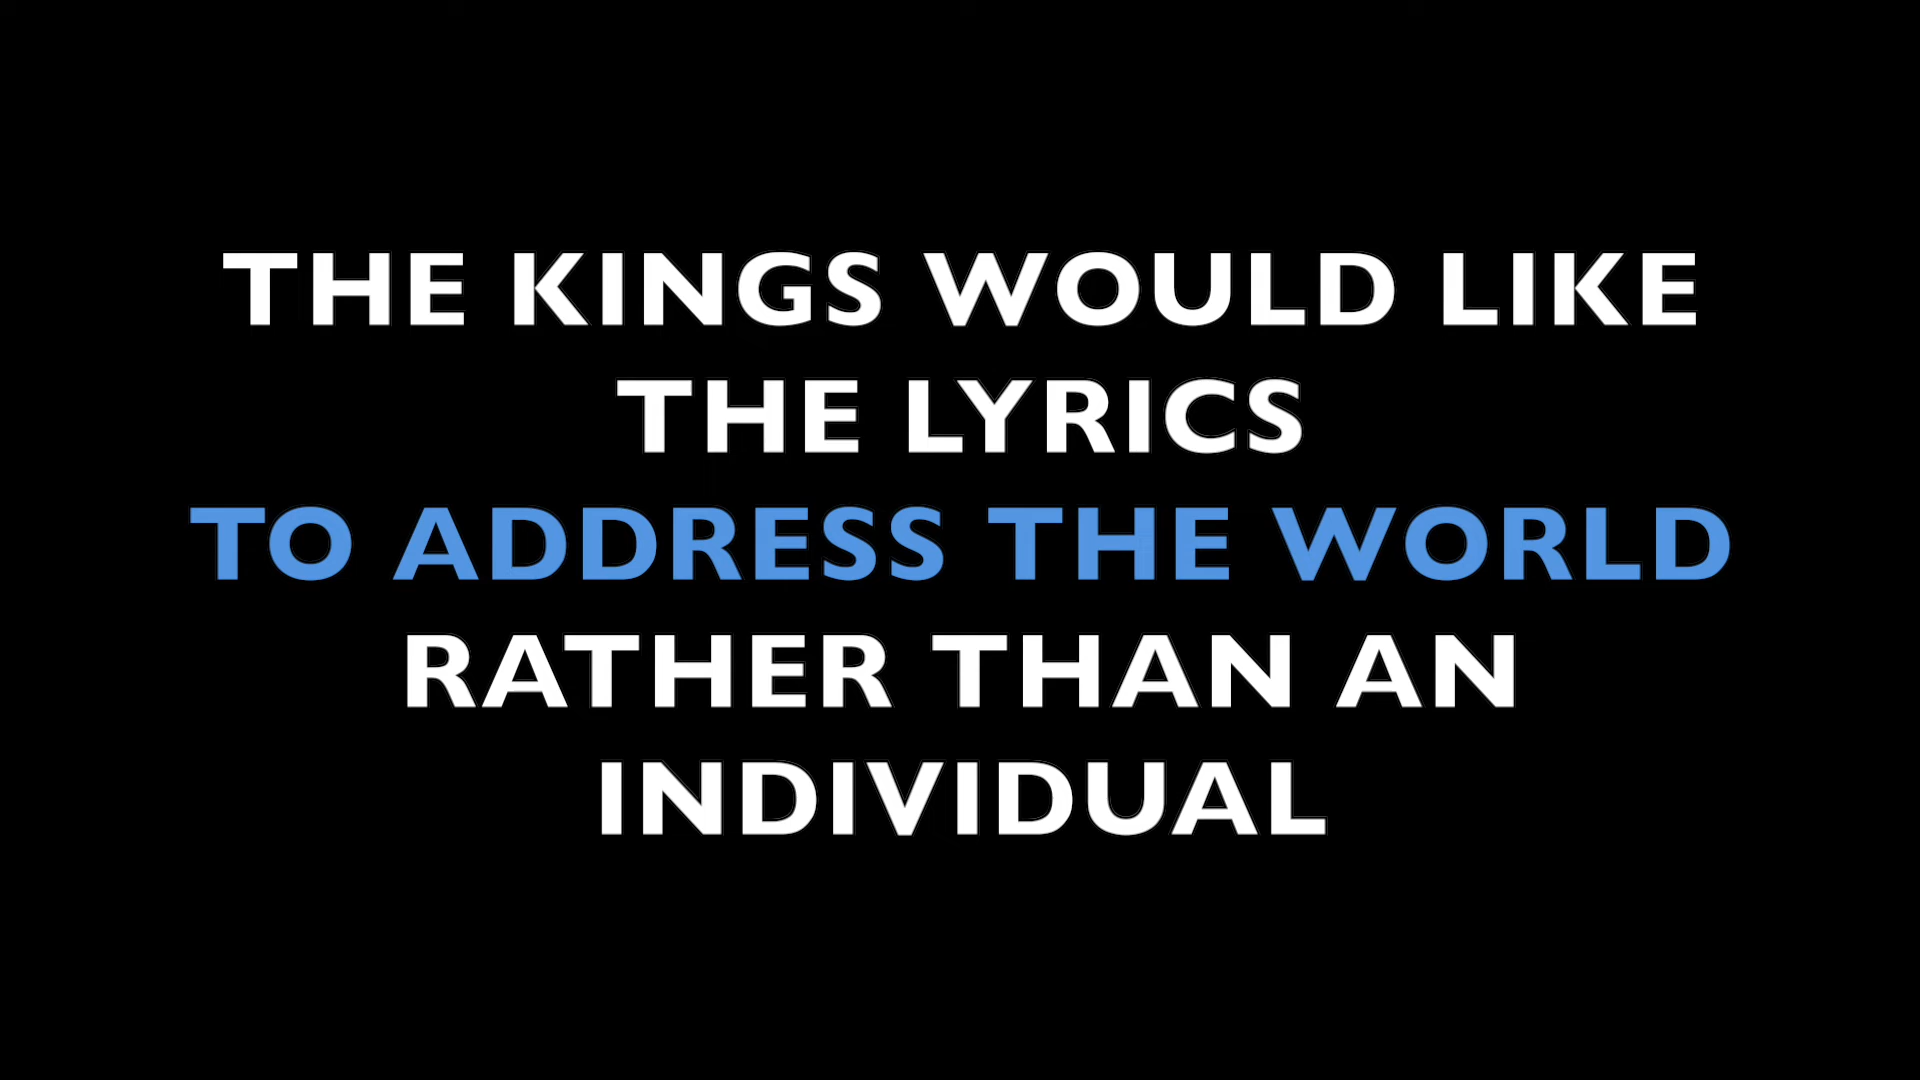 THE KINGS WOULD LIKE
THE LYRICS
TO ADDRESS THE WORLD
RATHER THAN AN
INDIVIDUAL